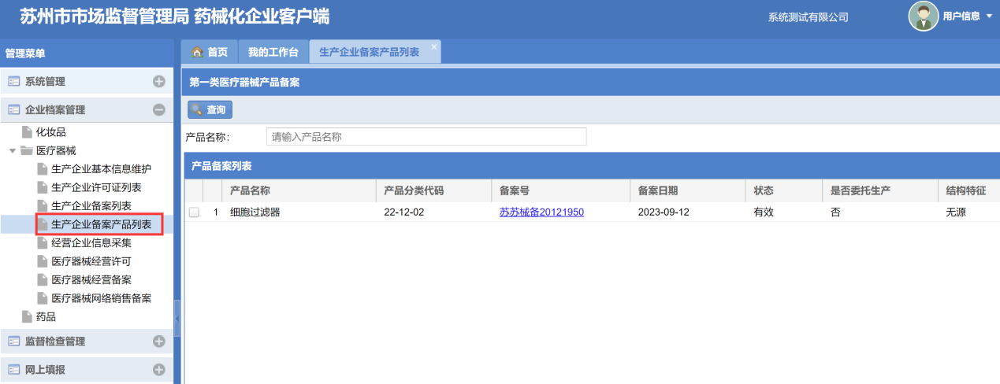 苏州市市场监督管理局 药械化企业客户端
系统测试有限公司
用户信息
管理菜单
首页
我的工作台
生产企业备案产品列表
系统管理
企业档案管理
化妆品
医疗器械
生产企业基本信息维护
生产企业许可证列表
生产企业备案列表
生产企业备案产品列表
经营企业信息采集
医疗器械经营许可
医疗器械经营备案
医疗器械网络销售备案
药品
监督检查管理
网上填报
第一类医疗器械产品备案
查询
产品名称: 请输入产品名称
产品备案列表
产品名称 产品分类代码 备案号 备案日期 状态 是否委托生产 结构特征
1 细胞过滤器 22-12-02 苏苏械备20121950 2023-09-12 有效 否 无源